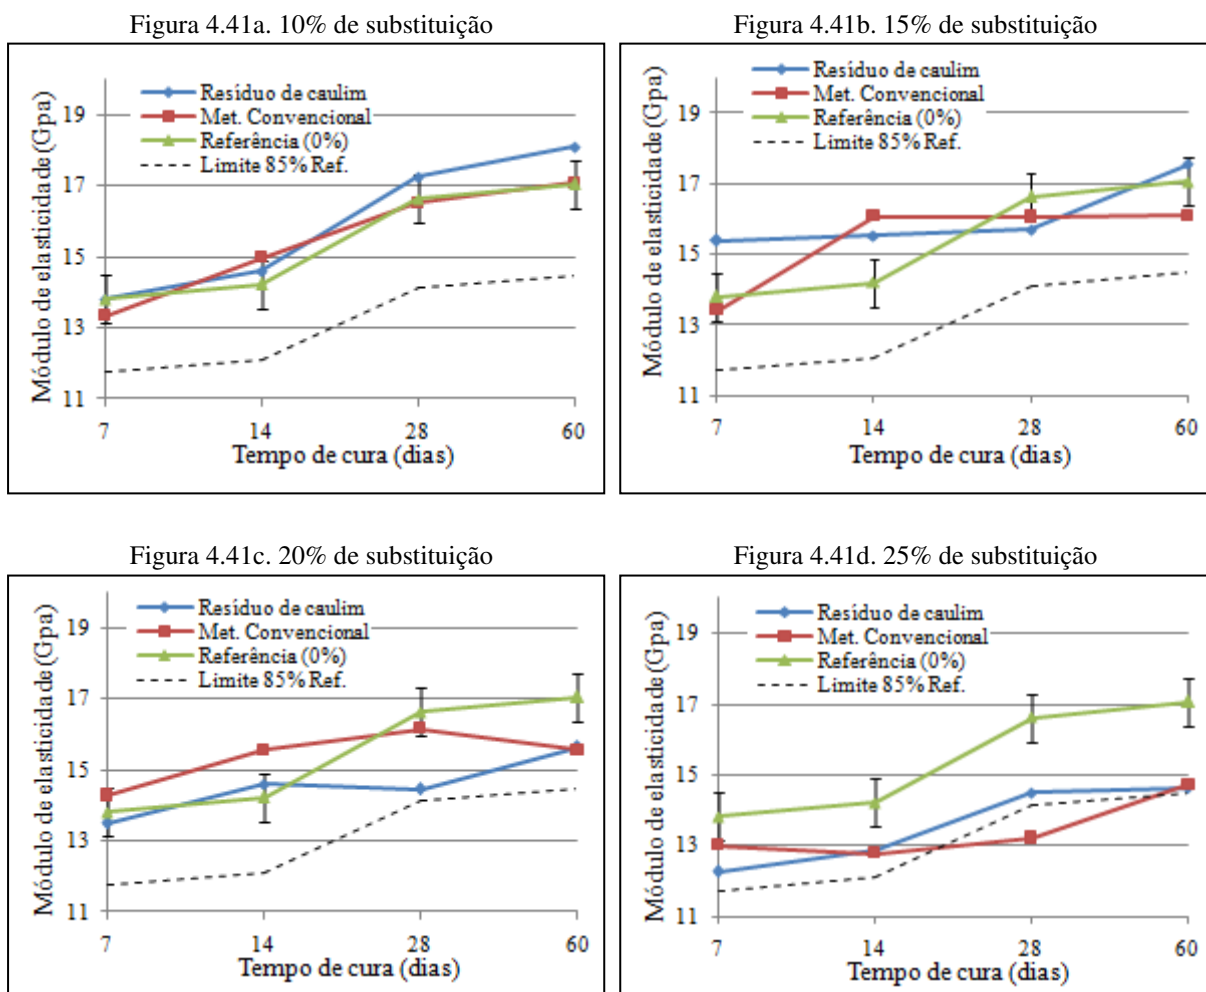 Figura 4.41a. 10% de substituição
Resíduo de caulim
Met. Convencional
Referência (0%)
Limite 85% Ref.
Módulo de elasticidade (Gpa)
19
17
15
13
11
7 14 28 60
Tempo de cura (dias)
Figura 4.41b. 15% de substituição
Resíduo de caulim
Met. Convencional
Referência (0%)
Limite 85% Ref.
Módulo de elasticidade (Gpa)
19
17
15
13
11
7 14 28 60
Tempo de cura (dias)
Figura 4.41c. 20% de substituição
Resíduo de caulim
Met. Convencional
Referência (0%)
Limite 85% Ref.
Módulo de elasticidade (Gpa)
19
17
15
13
11
7 14 28 60
Tempo de cura (dias)
Figura 4.41d. 25% de substituição
Resíduo de caulim
Met. Convencional
Referência (0%)
Limite 85% Ref.
Módulo de elasticidade (Gpa)
19
17
15
13
11
7 14 28 60
Tempo de cura (dias)